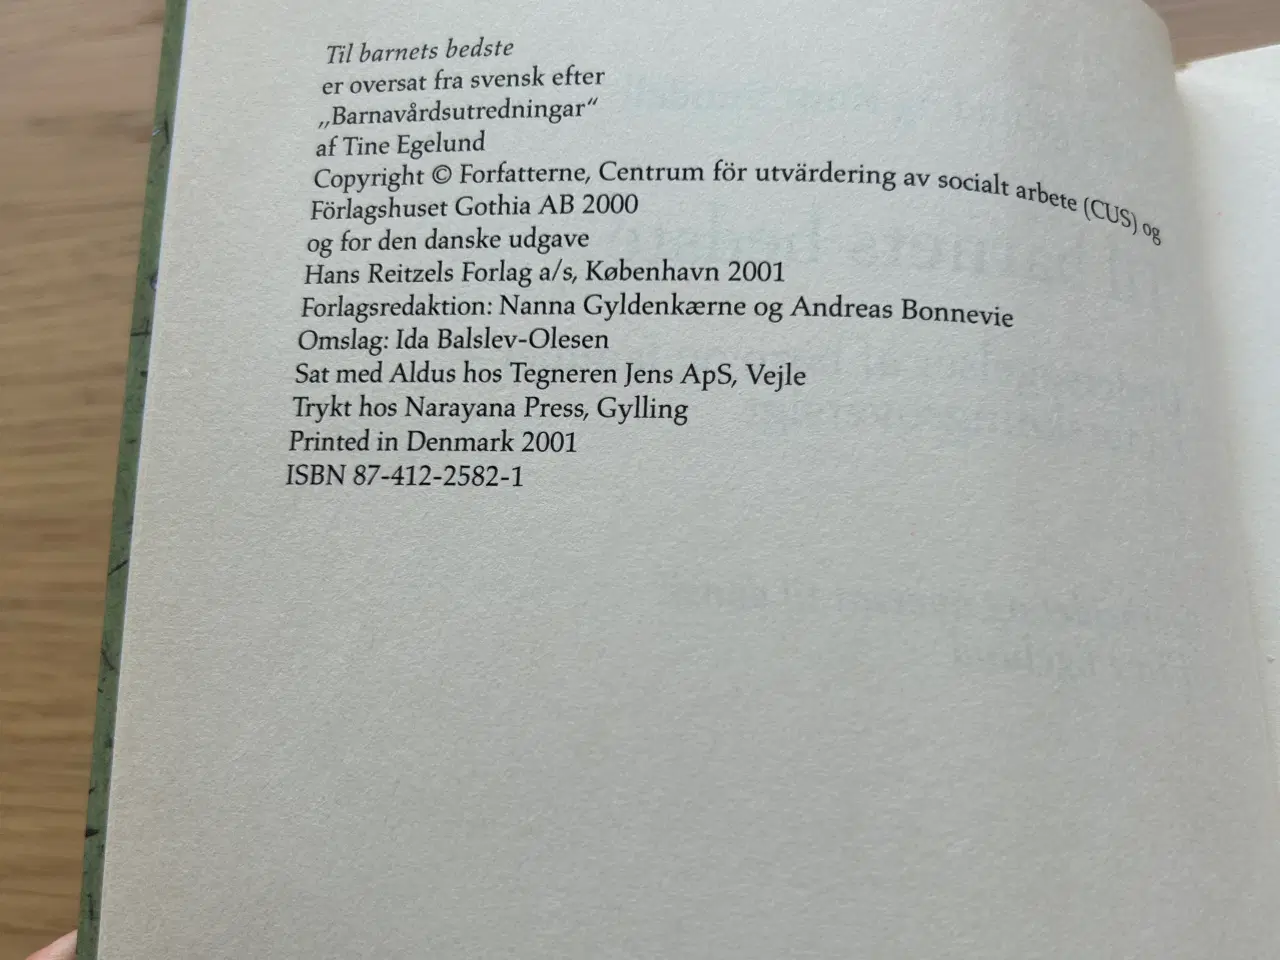 Til barnets bedste
er oversat fra svensk efter
„Barnavårdsutredningar“
af Tine Egelund
Copyright © Forfatterne, Centrum för utvärdering av socialt arbete (CUS) og
Förlagshuset Gothia AB 2000
og for den danske udgave
Hans Reitzels Forlag a/s, København 2001
Forlagsredaktion: Nanna Gyldenkærne og Andreas Bonnevie
Omslag: Ida Balslev-Olesen
Sat med Aldus hos Tegneren Jens ApS, Vejle
Trykt hos Narayana Press, Gylling
Printed in Denmark 2001
ISBN 87-412-2582-1